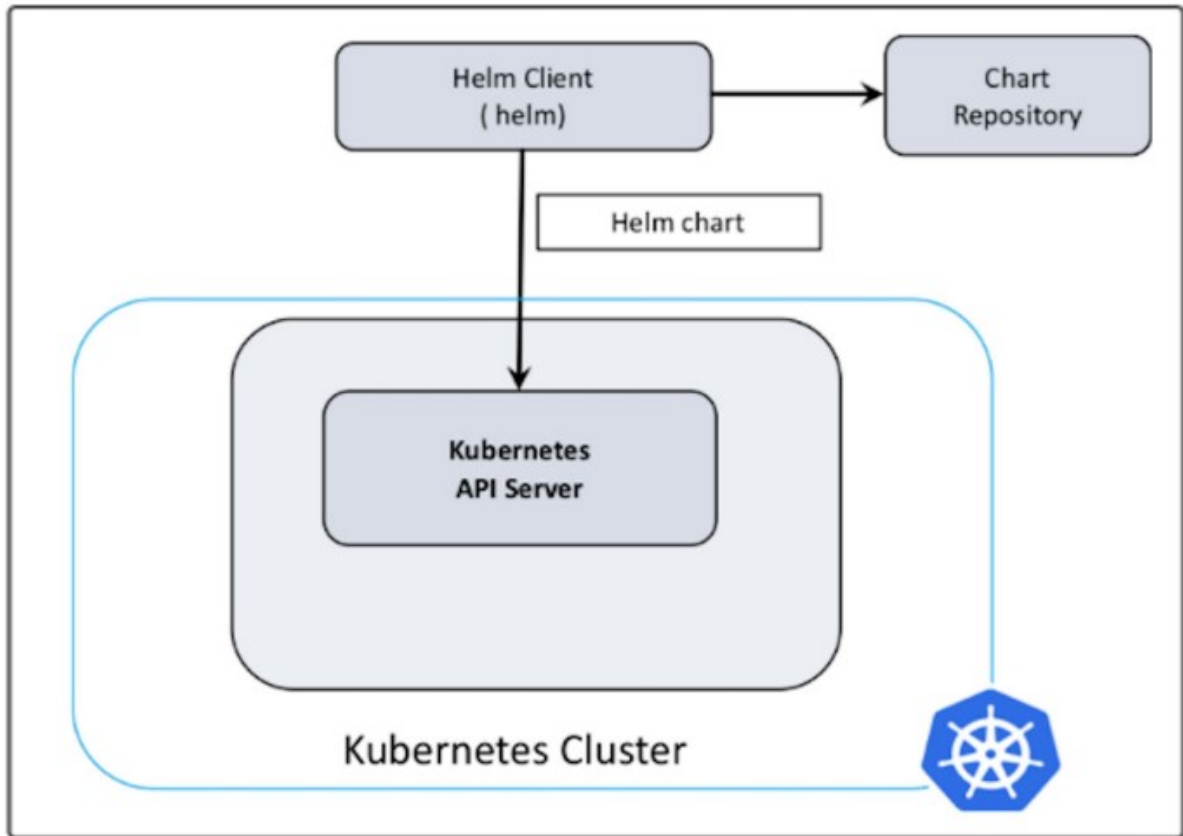 Helm Client
( helm)
Chart
Repository
Helm chart
Kubernetes
API Server
Kubernetes Cluster